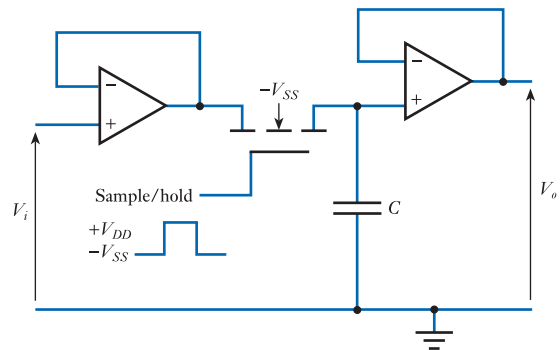 −
+
−V_SS
−
+
Sample/hold
+V_DD
−V_SS
V_i
C
V_o